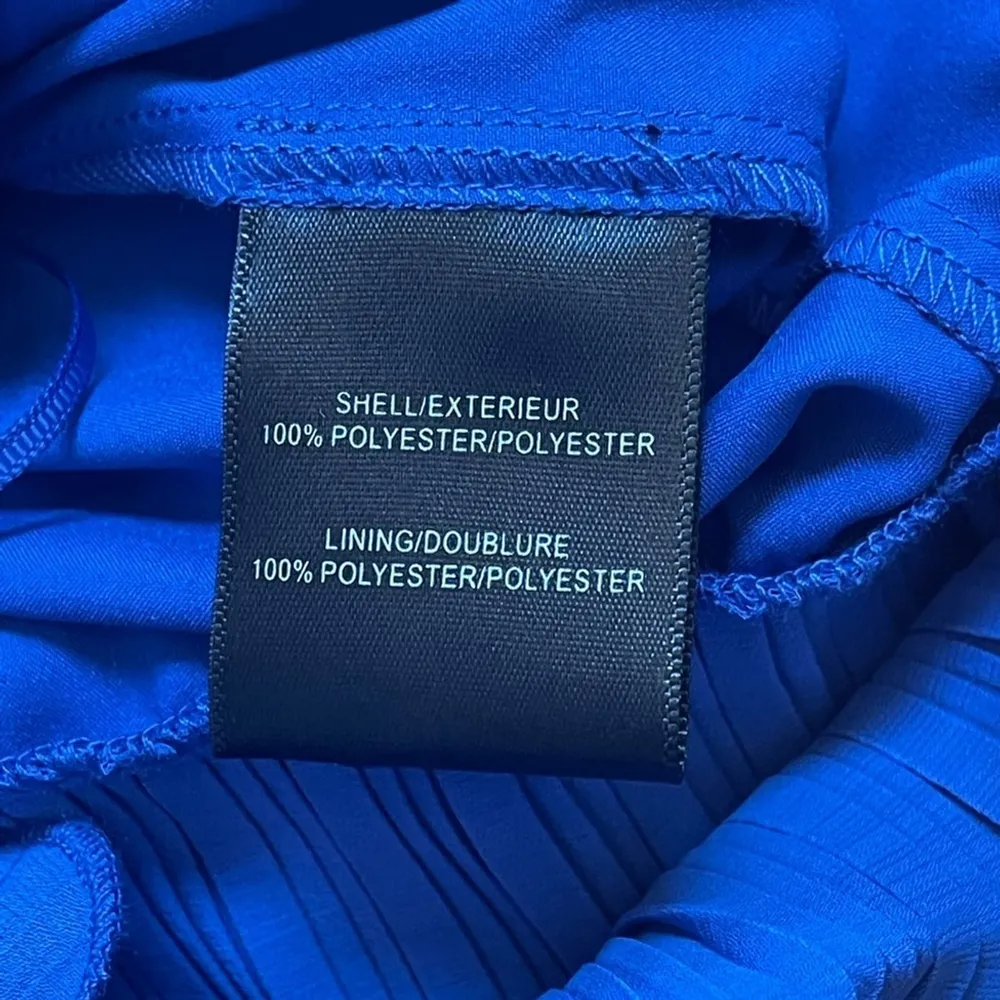 SHELL/EXTERIEUR
100% POLYESTER/POLYESTER
LINING/DOUBLURE
100% POLYESTER/POLYESTER